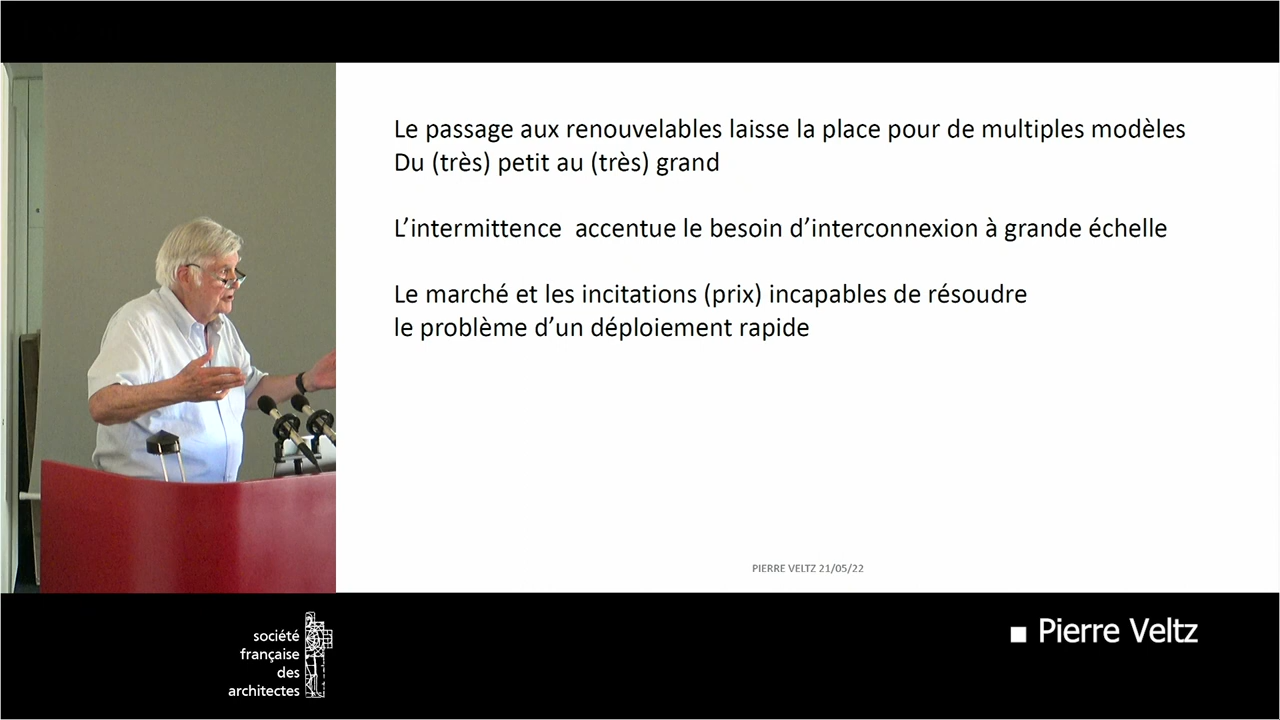 Le passage aux renouvelables laisse la place pour de multiples modèles
Du (très) petit au (très) grand
L’intermittence accentue le besoin d’interconnexion à grande échelle
Le marché et les incitations (prix) incapables de résoudre
le problème d’un déploiement rapide
PIERRE VELTZ 21/05/22
société
française
des
architectes
Pierre Veltz